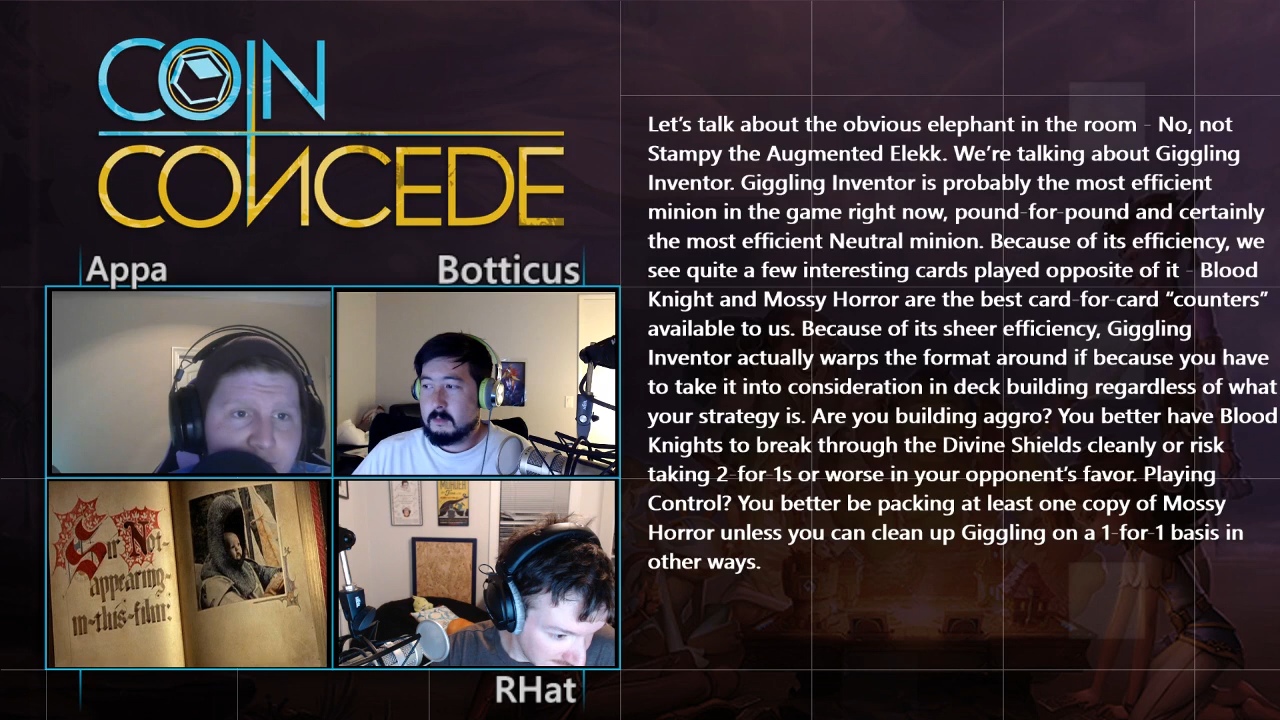 COIN
CONCEDE
Appa
Botticus
Sir Not-
appearing-
in-this-film:
RHat
Let's talk about the obvious elephant in the room - No, not
Stampy the Augmented Elekk. We're talking about Giggling
Inventor. Giggling Inventor is probably the most efficient
minion in the game right now, pound-for-pound and certainly
the most efficient Neutral minion. Because of its efficiency, we
see quite a few interesting cards played opposite of it - Blood
Knight and Mossy Horror are the best card-for-card “counters”
available to us. Because of its sheer efficiency, Giggling
Inventor actually warps the format around if because you have
to take it into consideration in deck building regardless of what
your strategy is. Are you building aggro? You better have Blood
Knights to break through the Divine Shields cleanly or risk
taking 2-for-1s or worse in your opponent's favor. Playing
Control? You better be packing at least one copy of Mossy
Horror unless you can clean up Giggling on a 1-for-1 basis in
other ways.